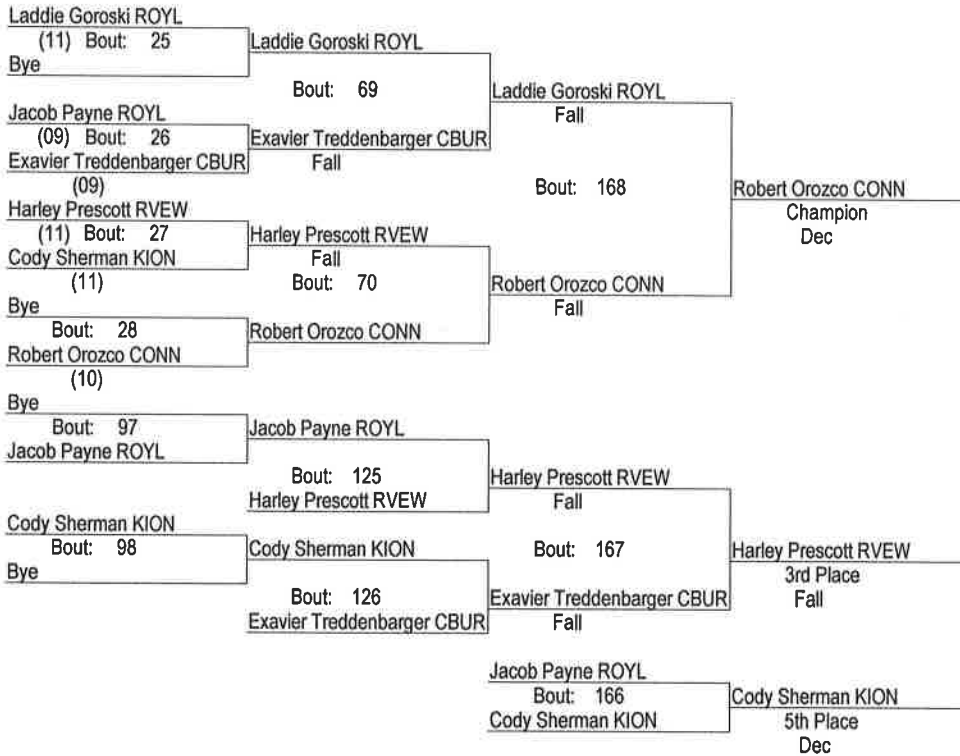 Laddie Goroski ROYL
(11) Bout: 25
Bye
Laddie Goroski ROYL
Bout: 69
Jacob Payne ROYL
(09) Bout: 26
Exavier Treddenbarger CBUR
(09)
Exavier Treddenbarger CBUR
Fall
Laddie Goroski ROYL
Fall
Bout: 168
Harley Prescott RVEW
(11) Bout: 27
Cody Sherman KION
(11)
Harley Prescott RVEW
Fall
Bout: 70
Bye
Bout: 28
Robert Orozco CONN
(10)
Robert Orozco CONN
Robert Orozco CONN
Fall
Robert Orozco CONN
Champion
Dec
Bye
Bout: 97
Jacob Payne ROYL
Jacob Payne ROYL
Bout: 125
Harley Prescott RVEW
Harley Prescott RVEW
Fall
Bout: 167
Cody Sherman KION
Bout: 98
Bye
Cody Sherman KION
Bout: 126
Exavier Treddenbarger CBUR
Exavier Treddenbarger CBUR
Fall
Harley Prescott RVEW
3rd Place
Fall
Jacob Payne ROYL
Bout: 166
Cody Sherman KION
Cody Sherman KION
5th Place
Dec